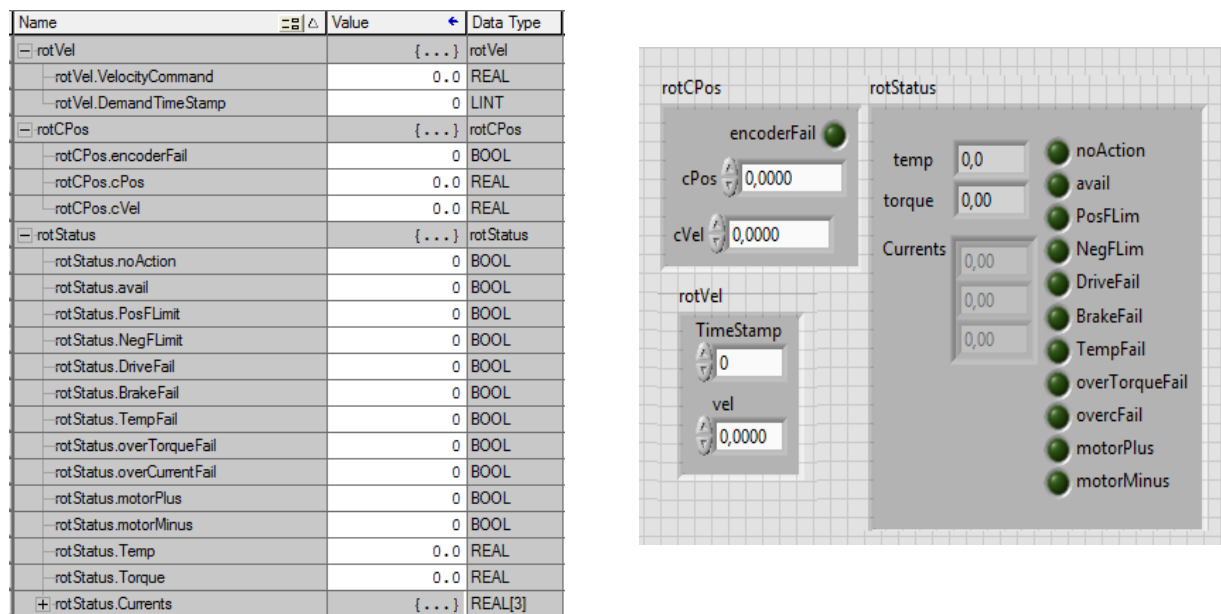 Name Value Data Type
rotVel {...} rotVel
rotVel.VelocityCommand 0.0 REAL
rotVel.DemandTimeStamp 0 LINT
rotCPos {...} rotCPos
rotCPos.encoderFail 0 BOOL
rotCPos.cPos 0.0 REAL
rotCPos.cVel 0.0 REAL
rotStatus {...} rotStatus
rotStatus.noAction 0 BOOL
rotStatus.avail 0 BOOL
rotStatus.PosFLimit 0 BOOL
rotStatus.NegFLimit 0 BOOL
rotStatus.DriveFail 0 BOOL
rotStatus.BrakeFail 0 BOOL
rotStatus.TempFail 0 BOOL
rotStatus.overTorqueFail 0 BOOL
rotStatus.overCurrentFail 0 BOOL
rotStatus.motorPlus 0 BOOL
rotStatus.motorMinus 0 BOOL
rotStatus.Temp 0.0 REAL
rotStatus.Torque 0.0 REAL
rotStatus.Currents {...} REAL[3]
rotCPos
encoderFail
cPos 0,0000
cVel 0,0000
rotVel
TimeStamp
0
vel
0,0000
rotStatus
temp 0,0
torque 0,00
Currents 0,00
0,00
0,00
noAction
avail
PosFLim
NegFLim
DriveFail
BrakeFail
TempFail
overTorqueFail
overcFail
motorPlus
motorMinus